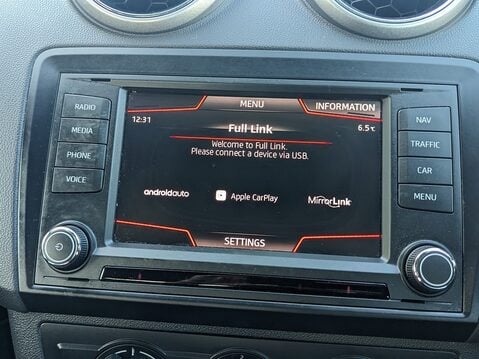 RADIO
MEDIA
PHONE
VOICE
MENU
INFORMATION
12:31
Full Link
6.5°C
Welcome to Full Link.
Please connect a device via USB.
androidauto
Apple CarPlay
MirrorLink
SETTINGS
NAV
TRAFFIC
CAR
MENU